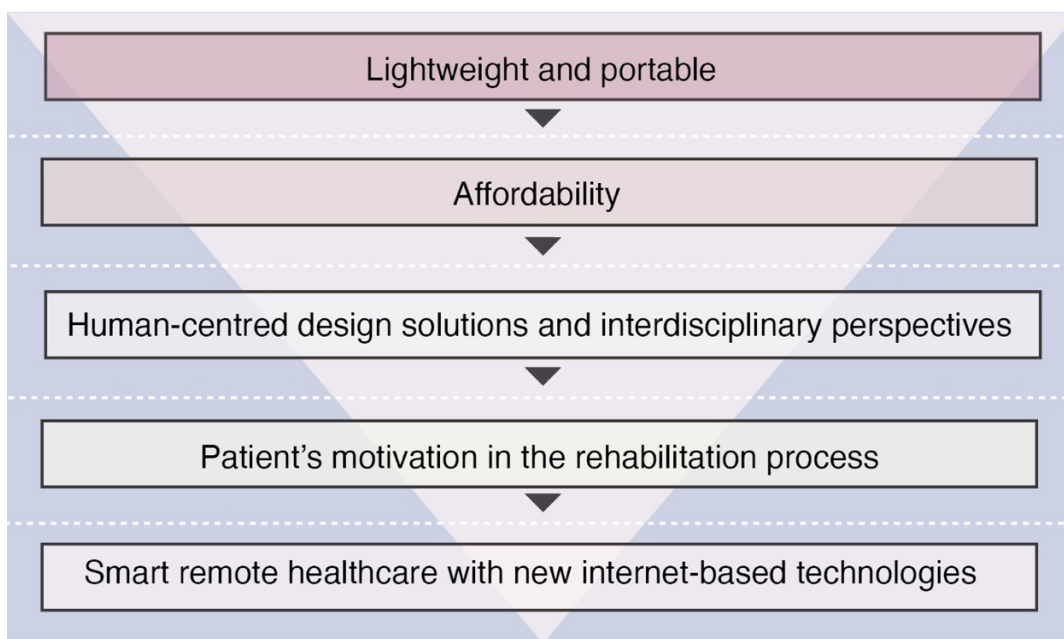 Lightweight and portable
Affordability
Human-centred design solutions and interdisciplinary perspectives
Patient’s motivation in the rehabilitation process
Smart remote healthcare with new internet-based technologies